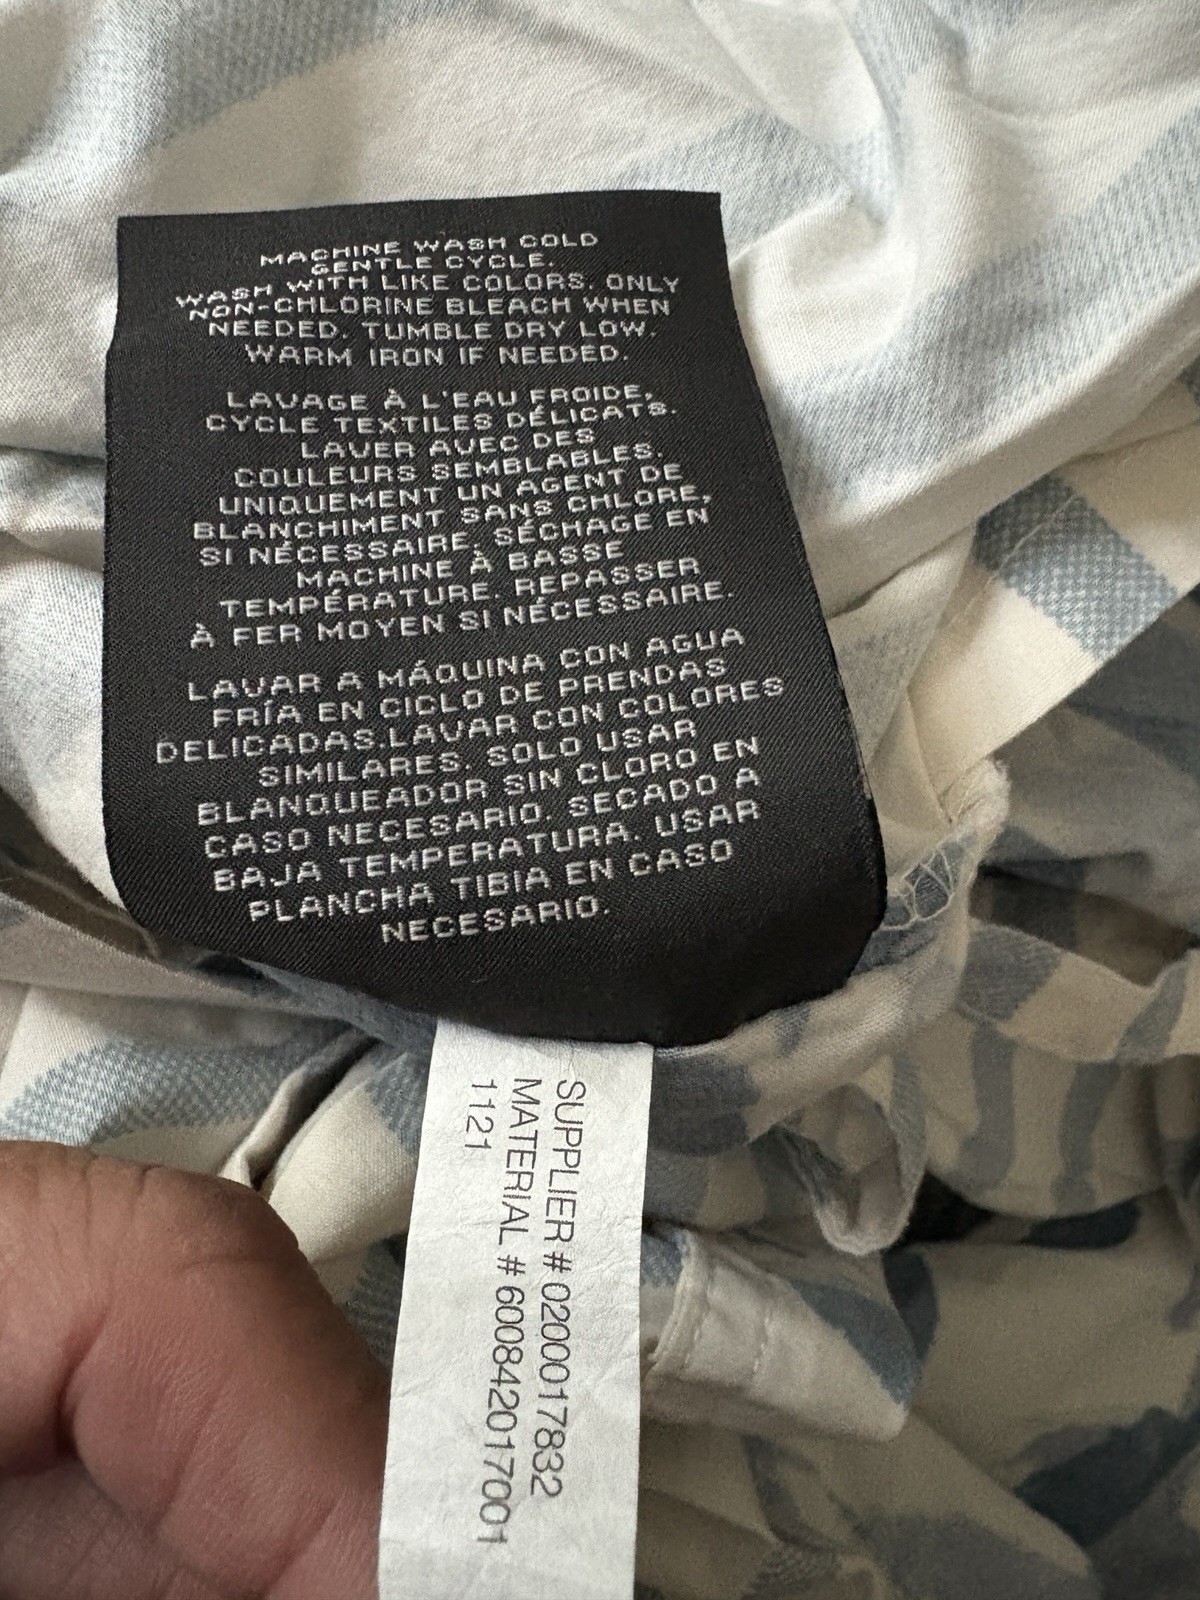 MACHINE WASH COLD
GENTLE CYCLE.
WASH WITH LIKE COLORS. ONLY
NON-CHLORINE BLEACH WHEN
NEEDED. TUMBLE DRY LOW.
WARM IRON IF NEEDED.
LAVAGE À L'EAU FROIDE,
CYCLE TEXTILES DÉLICATS.
LAVER AVEC DES
COULEURS SEMBLABLES.
UNIQUEMENT UN AGENT DE
BLANCHIMENT SANS CHLORE,
SI NÉCESSAIRE. SÉCHAGE EN
MACHINE À BASSE
TEMPÉRATURE. REPASSER
À FER MOYEN SI NÉCESSAIRE.
LAVAR A MÁQUINA CON AGUA
FRÍA EN CICLO DE PRENDAS
DELICADAS.LAVAR CON COLORES
SIMILARES. SOLO USAR
BLANQUEADOR SIN CLORO EN
CASO NECESARIO. SECADO A
BAJA TEMPERATURA. USAR
PLANCHA TIBIA EN CASO
NECESARIO.
SUPPLIER # 0200017832
MATERIAL # 600842017001
1121